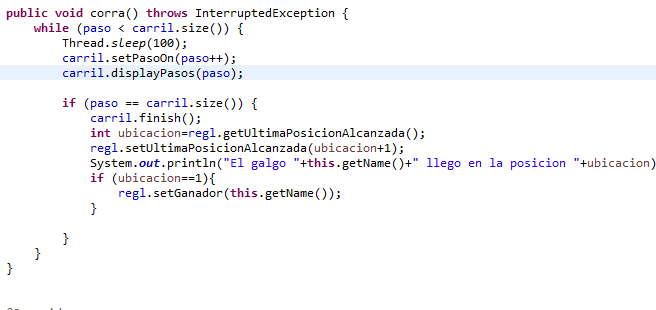 public void corra() throws InterruptedException {
while (paso < carril.size()) {
Thread.sleep(100);
carril.setPasoOn(paso++);
carril.displayPasos(paso);
if (paso == carril.size()) {
carril.finish();
int ubicacion=regl.getUltimaPosicionAlcanzada();
regl.setUltimaPosicionAlcanzada(ubicacion+1);
System.out.println("El galgo "+this.getName()+" llego en la posicion "+ubicacion)
if (ubicacion==1){
regl.setGanador(this.getName());
}
}
}
}